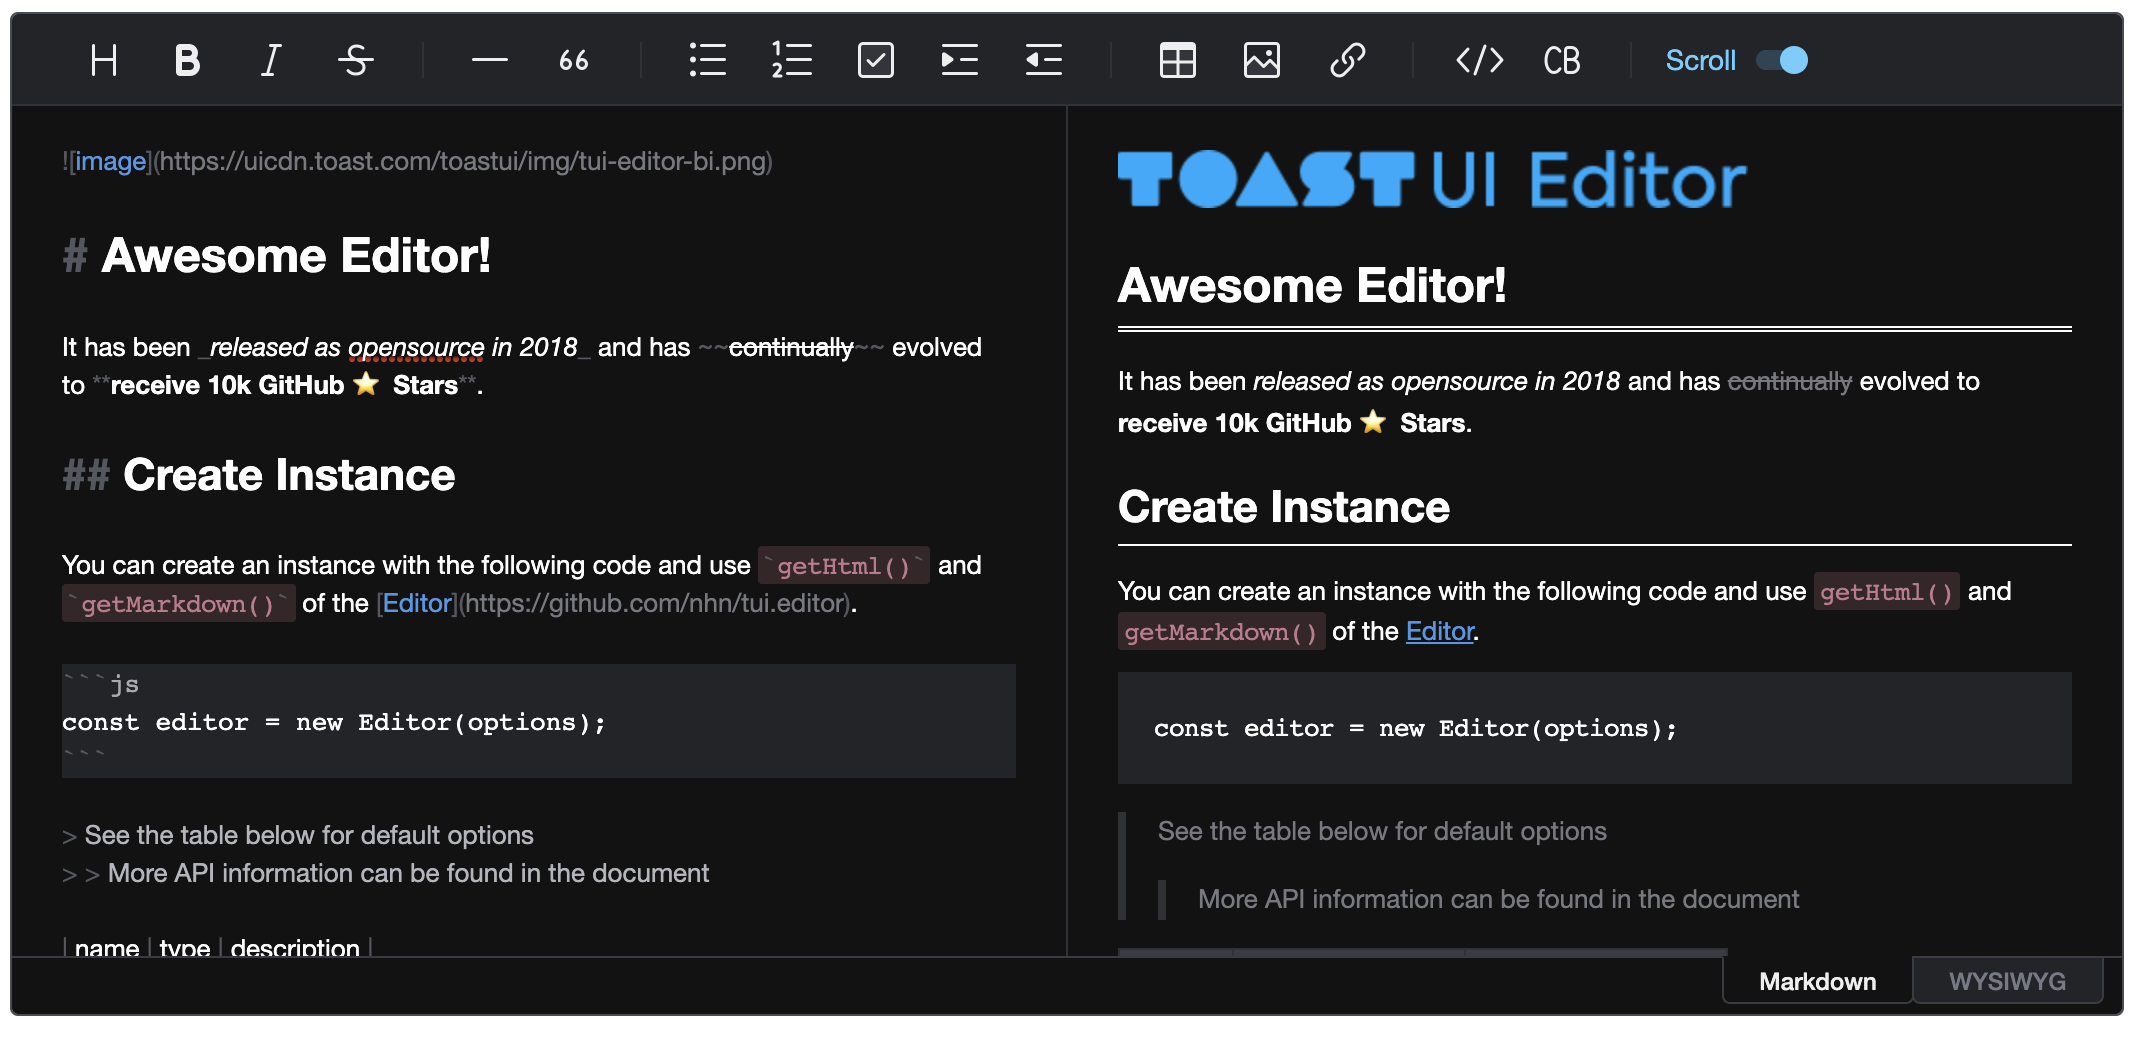 H B I S 66 CB Scroll
![image](https://uicdn.toast.com/toastui/img/tui-editor-bi.png)
# Awesome Editor!
It has been _released as opensource in 2018_ and has ~~continually~~ evolved
to **receive 10k GitHub ⭐ Stars**.
## Create Instance
You can create an instance with the following code and use `getHtml()` and
`getMarkdown()` of the [Editor](https://github.com/nhn/tui.editor).
```js
const editor = new Editor(options);
```
> See the table below for default options
> > More API information can be found in the document
| name | type | description |
TOAST UI Editor
Awesome Editor!
It has been released as opensource in 2018 and has continually evolved to
receive 10k GitHub ⭐ Stars.
Create Instance
You can create an instance with the following code and use getHtml() and
getMarkdown() of the Editor.
const editor = new Editor(options);
See the table below for default options
More API information can be found in the document
Markdown WYSIWYG